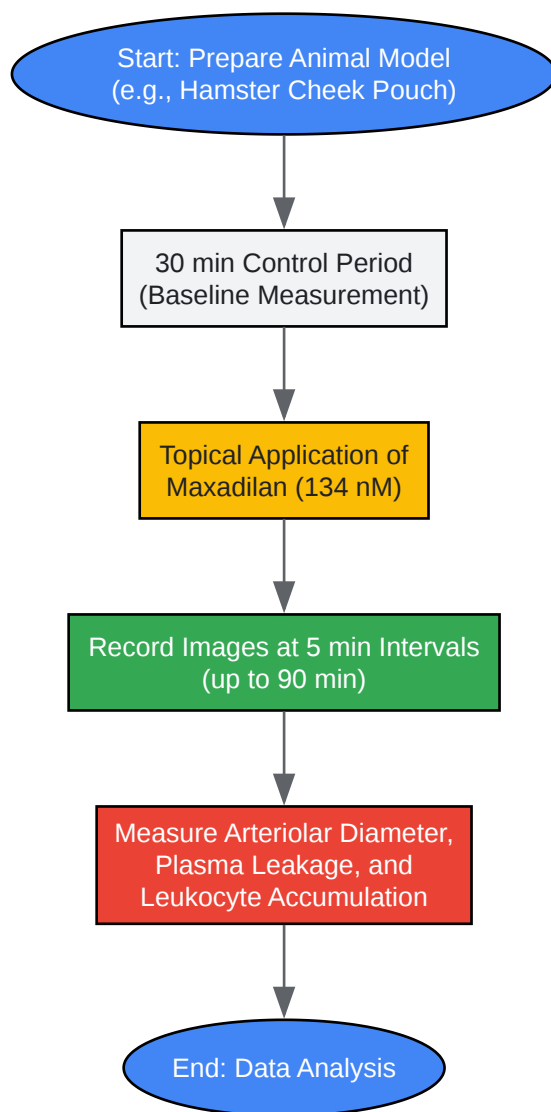 Start: Prepare Animal Model
(e.g., Hamster Cheek Pouch)
30 min Control Period
(Baseline Measurement)
Topical Application of
Maxadilan (134 nM)
Record Images at 5 min Intervals
(up to 90 min)
Measure Arteriolar Diameter,
Plasma Leakage, and
Leukocyte Accumulation
End: Data Analysis